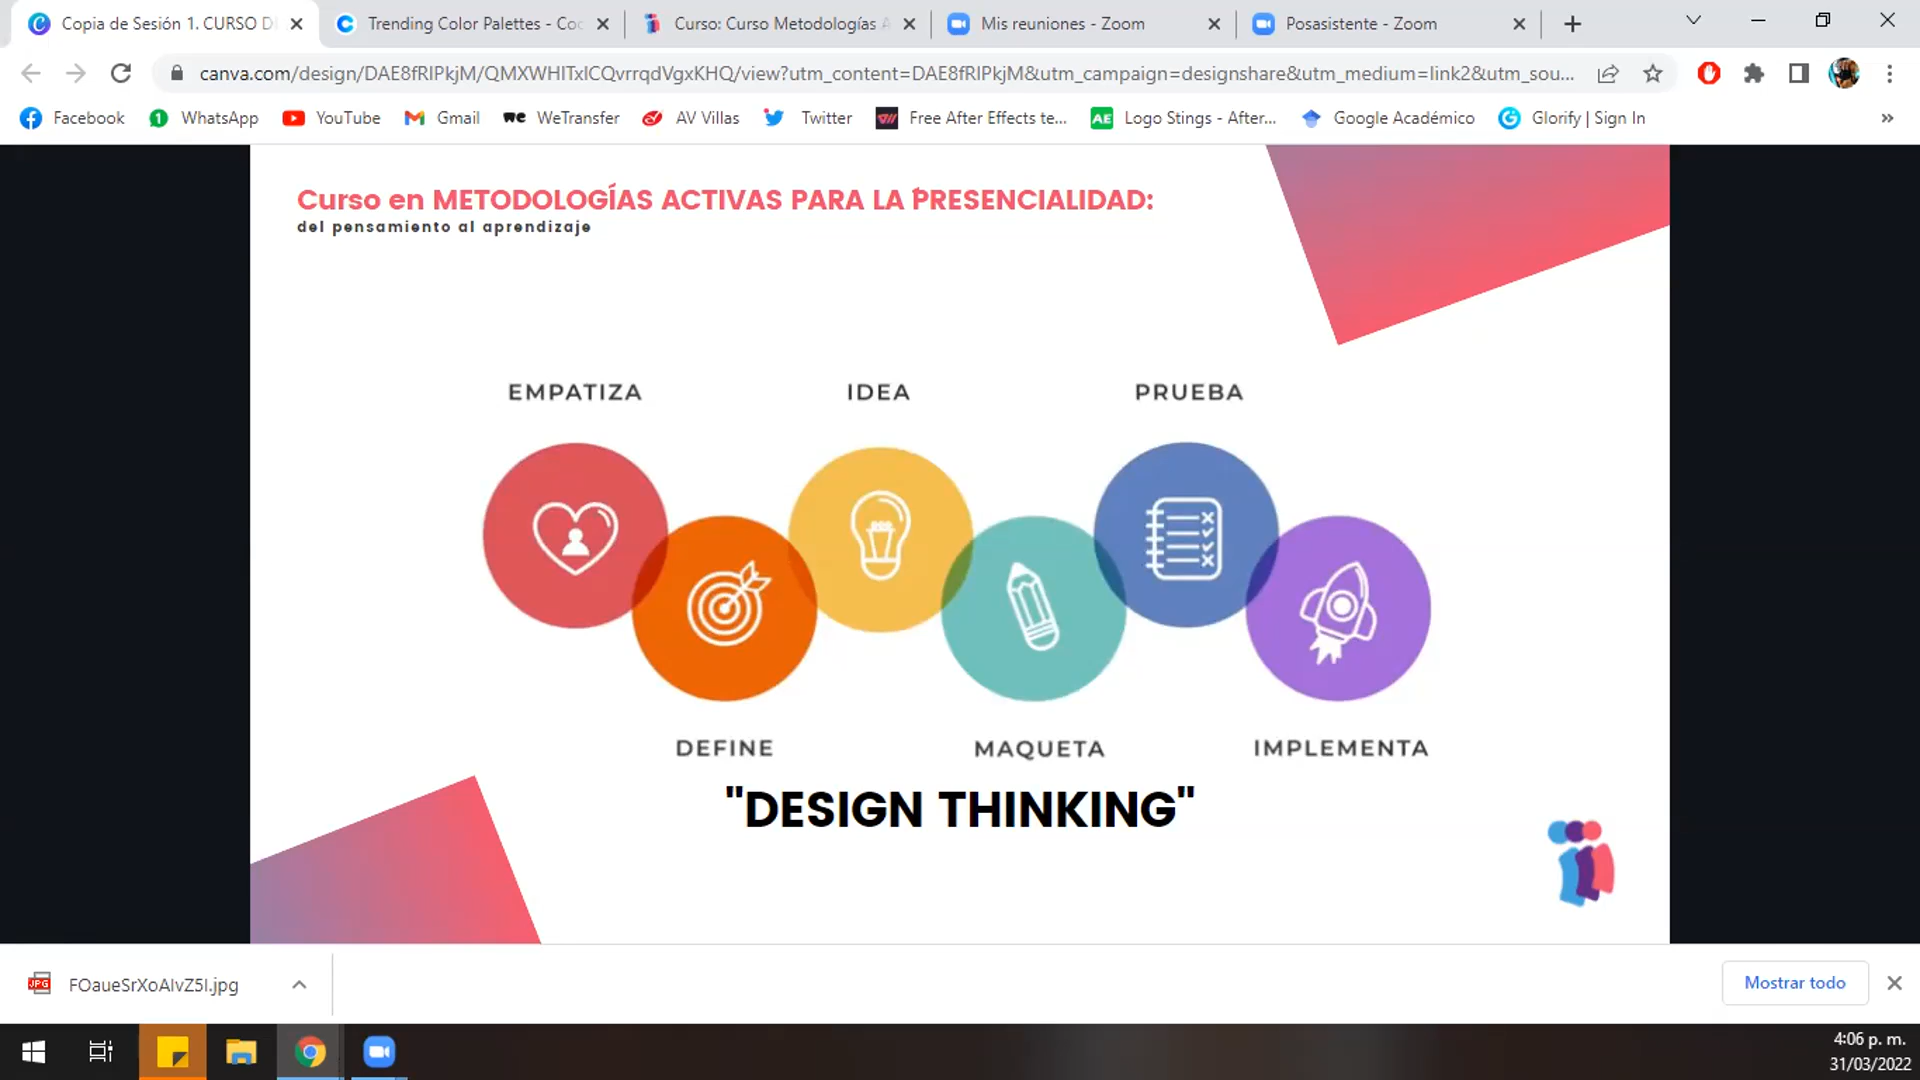 Copia de Sesión 1. CURSO D
Trending Color Palettes - Coo
Curso: Curso Metodologías A
Mis reuniones - Zoom
Posasistente - Zoom
canva.com/design/DAE8fRIPkjM/QMXWHITxICQvrrqdVgxKHQ/view?utm_content=DAE8fRIPkjM&utm_campaign=designshare&utm_medium=link2&utm_sou...
Facebook
WhatsApp
YouTube
Gmail
WeTransfer
AV Villas
Twitter
Free After Effects te...
Logo Stings - After...
Google Académico
Glorify | Sign In
Curso en METODOLOGÍAS ACTIVAS PARA LA PRESENCIALIDAD:
del pensamiento al aprendizaje
EMPATIZA
IDEA
PRUEBA
DEFINE
MAQUETA
IMPLEMENTA
"DESIGN THINKING"
FOaueSrXoAIvZ5I.jpg
Mostrar todo
4:06 p. m.
31/03/2022